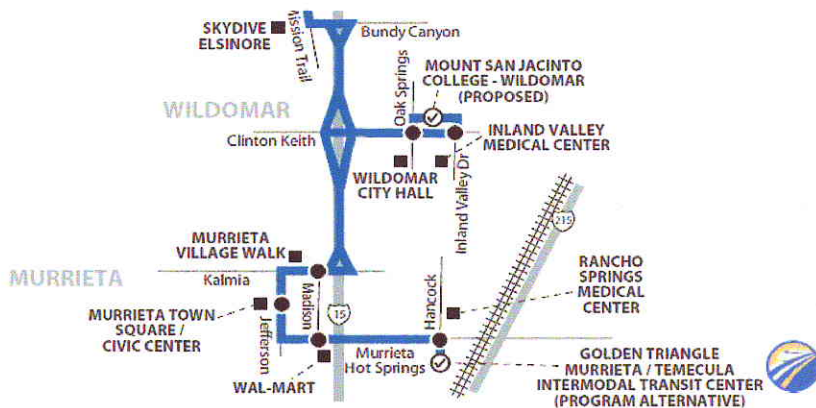 SKYDIVE
ELSINORE
Mission Trail
Bundy Canyon
WILDOMAR
Oak Springs
MOUNT SAN JACINTO
COLLEGE - WILDOMAR
(PROPOSED)
Clinton Keith
INLAND VALLEY
MEDICAL CENTER
WILDOMAR
CITY HALL
Inland Valley Dr
215
MURRIETA
VILLAGE WALK
MURRIETA
Kalmia
RANCHO
SPRINGS
MEDICAL
CENTER
Madison
15
Hancock
MURRIETA TOWN
SQUARE /
CIVIC CENTER
Jefferson
Murrieta
Hot Springs
WAL-MART
GOLDEN TRIANGLE
MURRIETA / TEMECULA
INTERMODAL TRANSIT CENTER
(PROGRAM ALTERNATIVE)